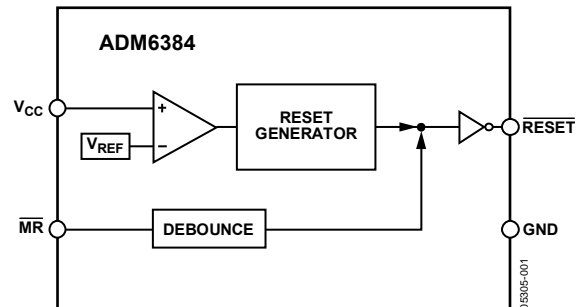 ADM6384
VCC
+
VREF
−
RESET
GENERATOR
RESET
MR
DEBOUNCE
GND
05305-001